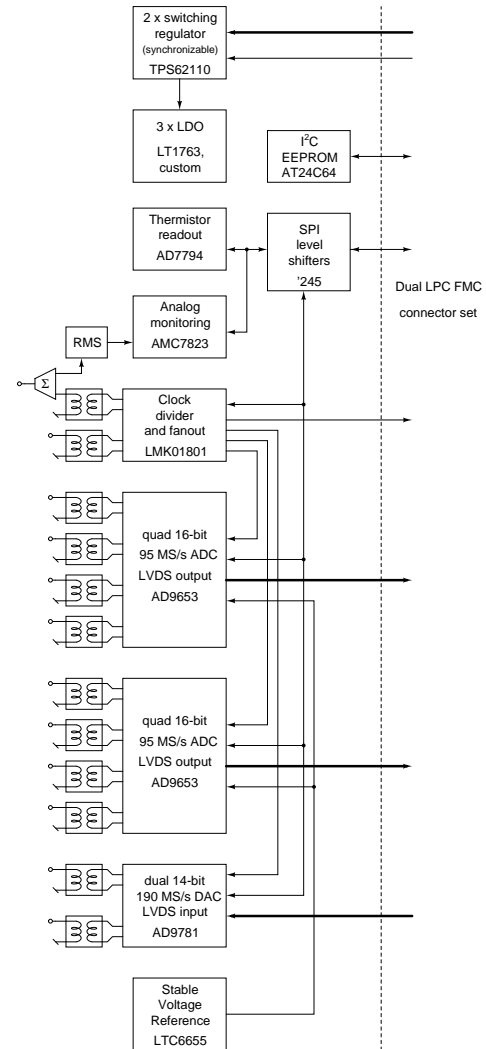 2 x switching
regulator
(synchronizable)
TPS62110
3 x LDO
LT1763,
custom
I²C
EEPROM
AT24C64
Thermistor
readout
AD7794
SPI
level
shifters
'245
Dual LPC FMC
connector set
Analog
monitoring
AMC7823
RMS
Σ
Clock
divider
and fanout
LMK01801
quad 16-bit
95 MS/s ADC
LVDS output
AD9653
quad 16-bit
95 MS/s ADC
LVDS output
AD9653
dual 14-bit
190 MS/s DAC
LVDS input
AD9781
Stable
Voltage
Reference
LTC6655